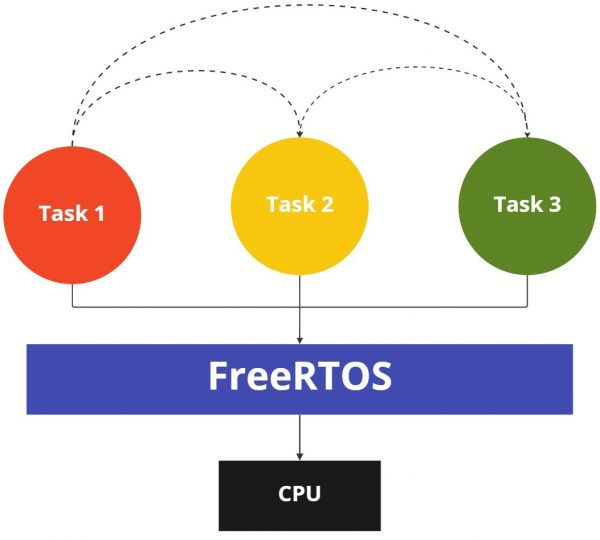 Task 1
Task 2
Task 3
FreeRTOS
CPU